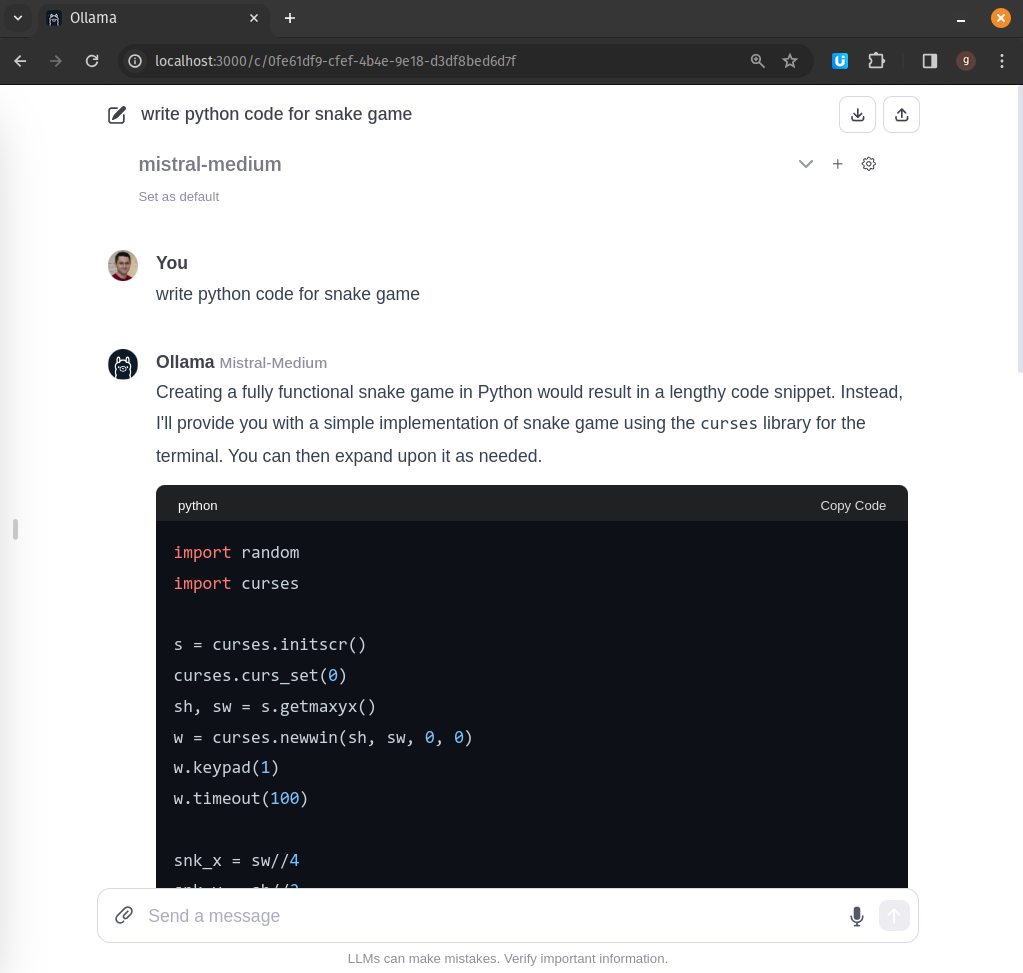 Ollama
localhost:3000/c/0fe61df9-cfef-4b4e-9e18-d3df8bed6d7f
g
write python code for snake game
mistral-medium
Set as default
You
write python code for snake game
Ollama Mistral-Medium
Creating a fully functional snake game in Python would result in a lengthy code snippet. Instead,
I'll provide you with a simple implementation of snake game using the curses library for the
terminal. You can then expand upon it as needed.
python Copy Code
import random
import curses
s = curses.initscr()
curses.curs_set(0)
sh, sw = s.getmaxyx()
w = curses.newwin(sh, sw, 0, 0)
w.keypad(1)
w.timeout(100)
snk_x = sw//4
Send a message
LLMs can make mistakes. Verify important information.